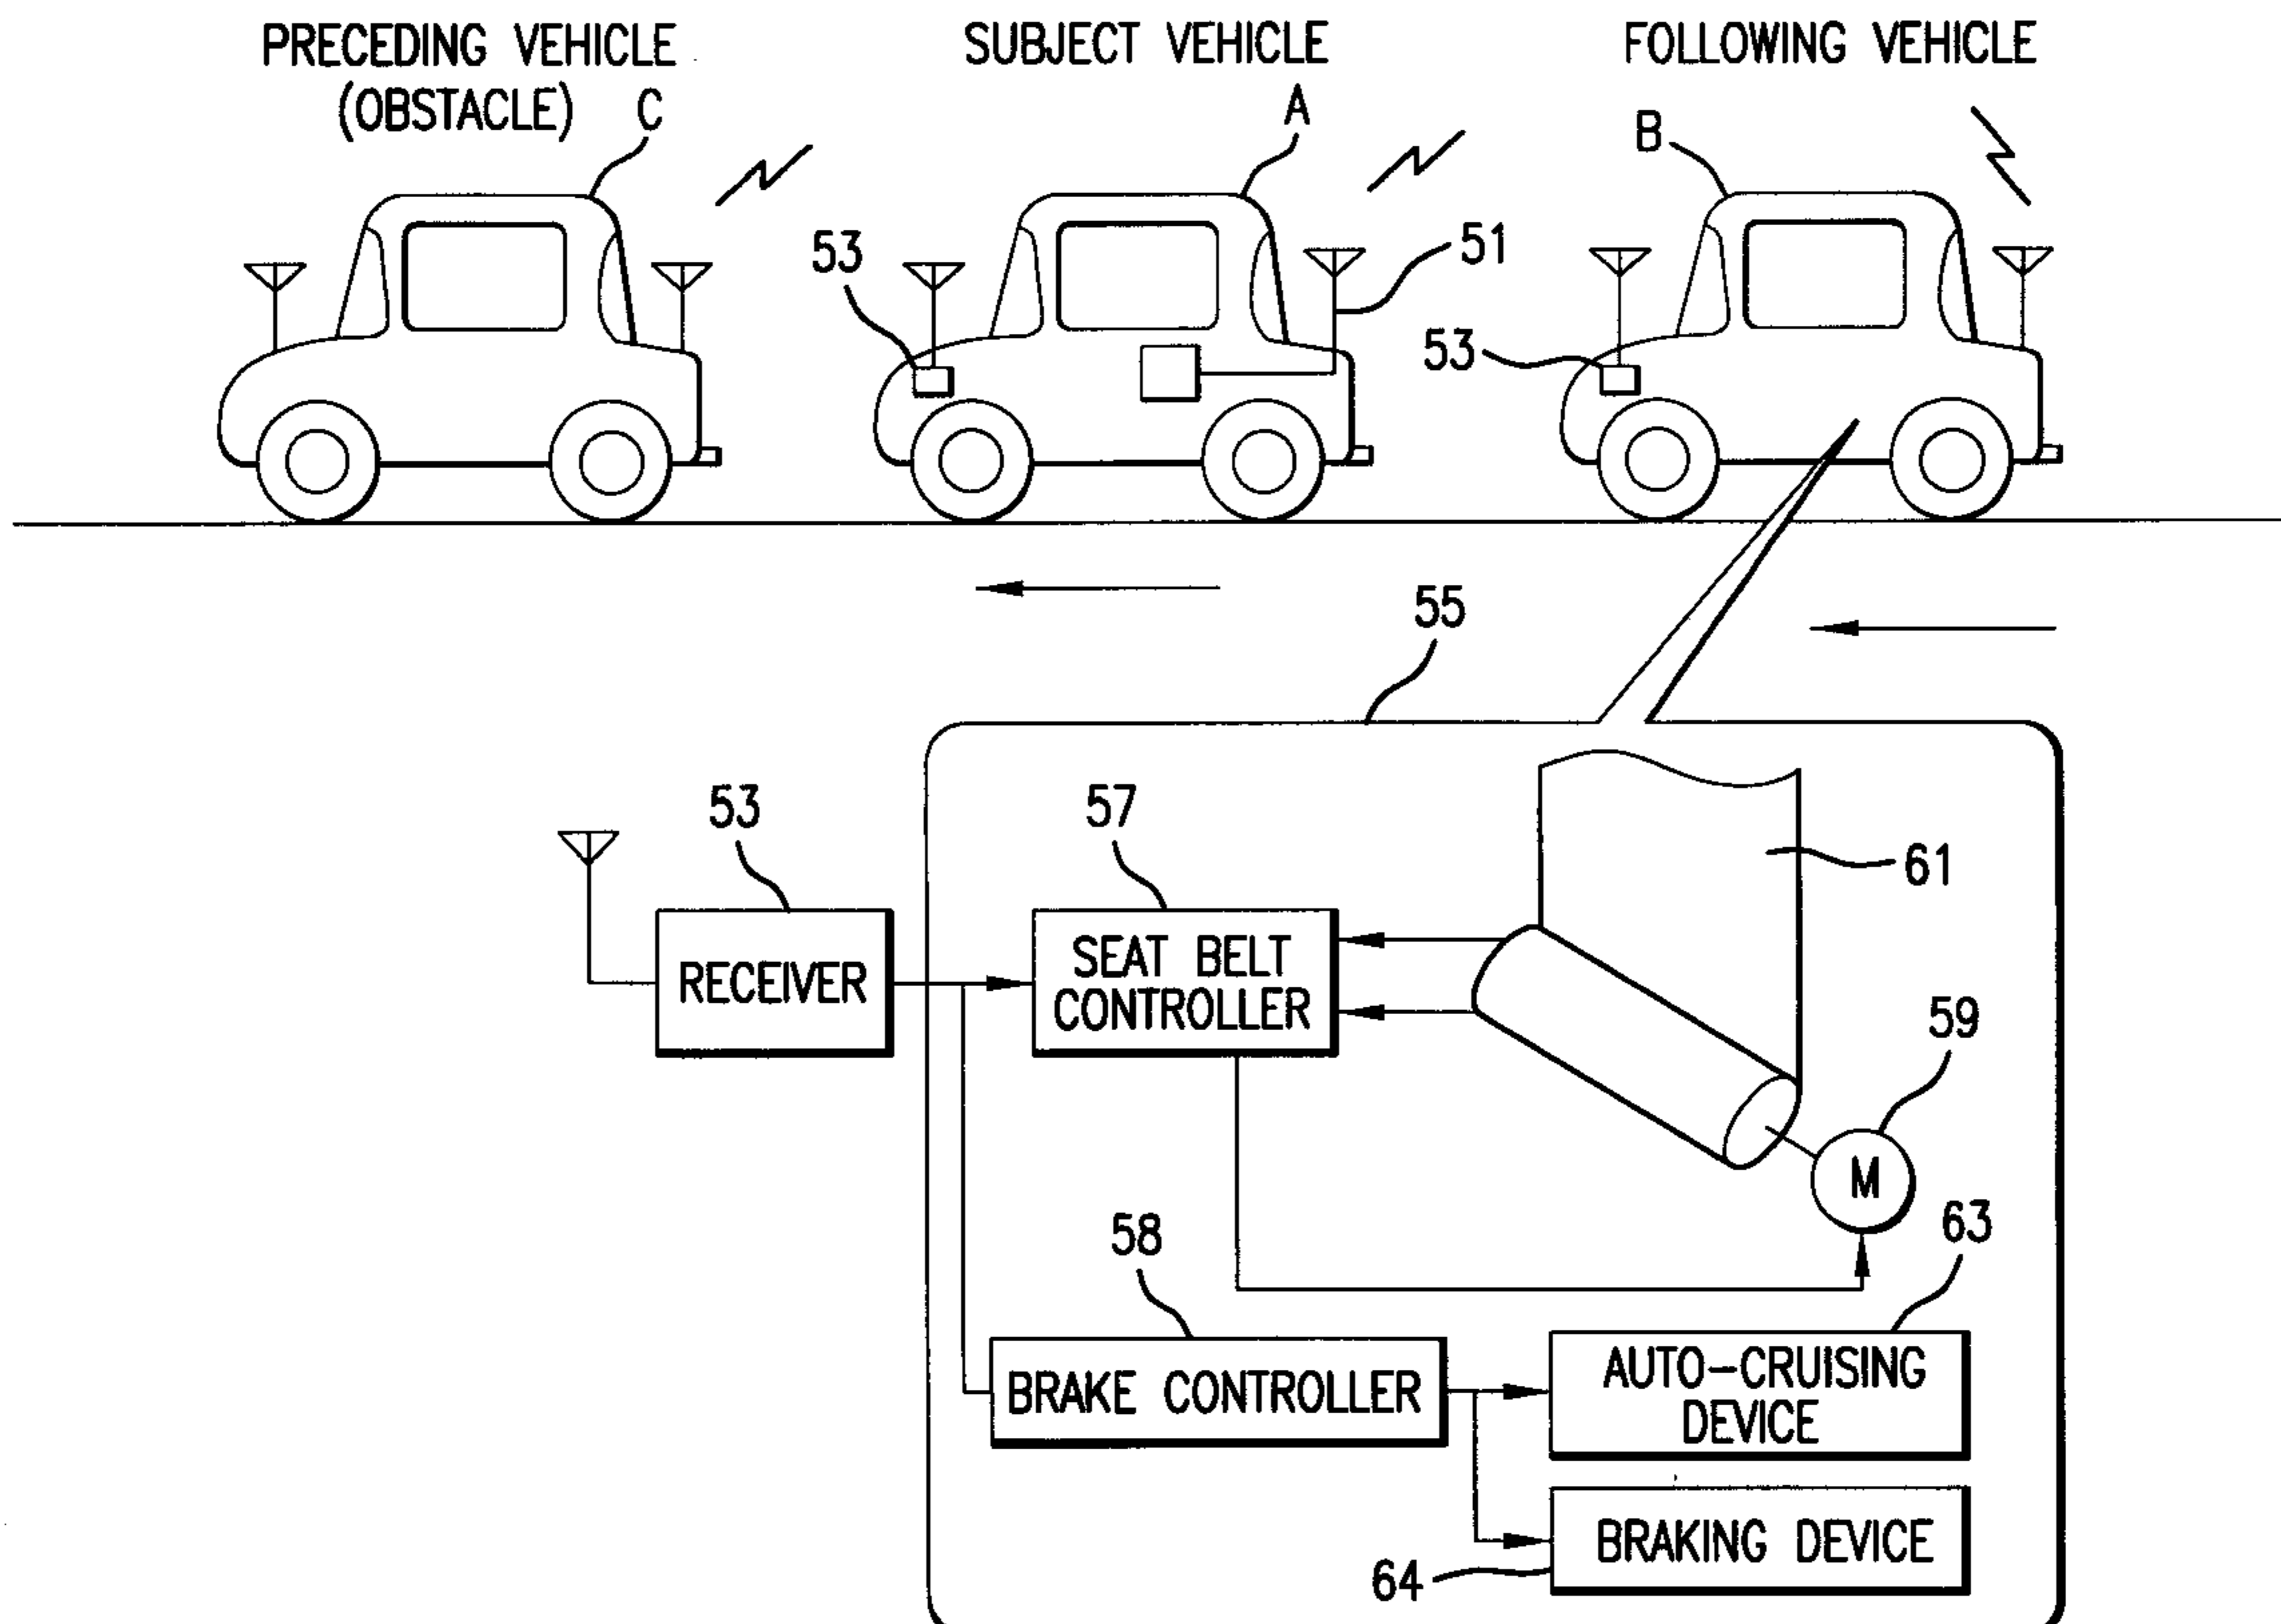 PRECEDING VEHICLE
(OBSTACLE) C
SUBJECT VEHICLE
A
FOLLOWING VEHICLE
B
53
51
53
55
53
57
61
RECEIVER
SEAT BELT
CONTROLLER
59
M
58
63
BRAKE CONTROLLER
AUTO-CRUISING
DEVICE
BRAKING DEVICE
64